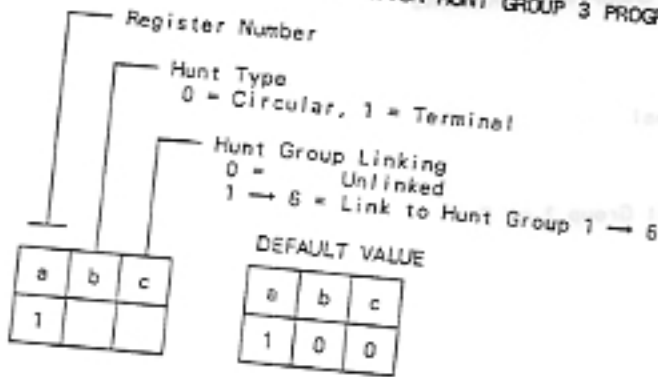 HUNT GROUP 3
Register Number
Hunt Type
0 = Circular, 1 = Terminal
Hunt Group Linking
0 = Unlinked
1 → 6 = Link to Hunt Group 1 → 6
DEFAULT VALUE
a b c
1
a b c
1 0 0